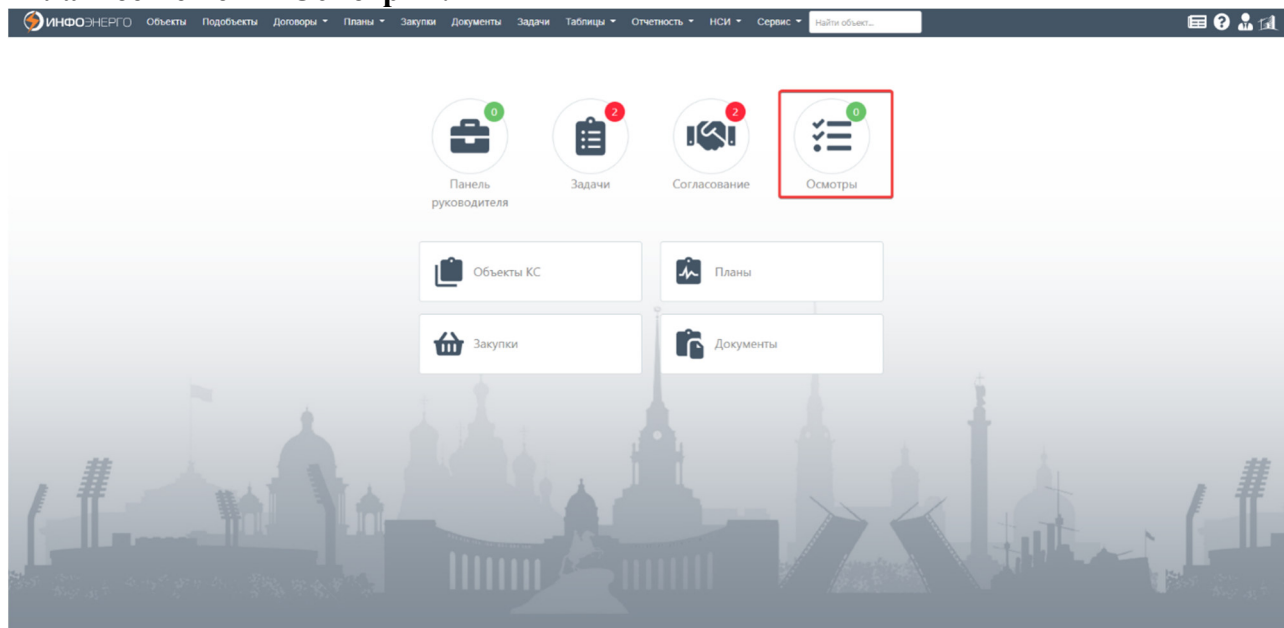 ИНФОЭНЕРГО Объекты Подобъекты Договоры Планы Закупки Документы Задачи Таблицы Отчетность НСИ Сервис Найти объект...
0 2 2 0
Панель Задачи Согласование Осмотры
руководителя
Объекты КС Планы
Закупки Документы